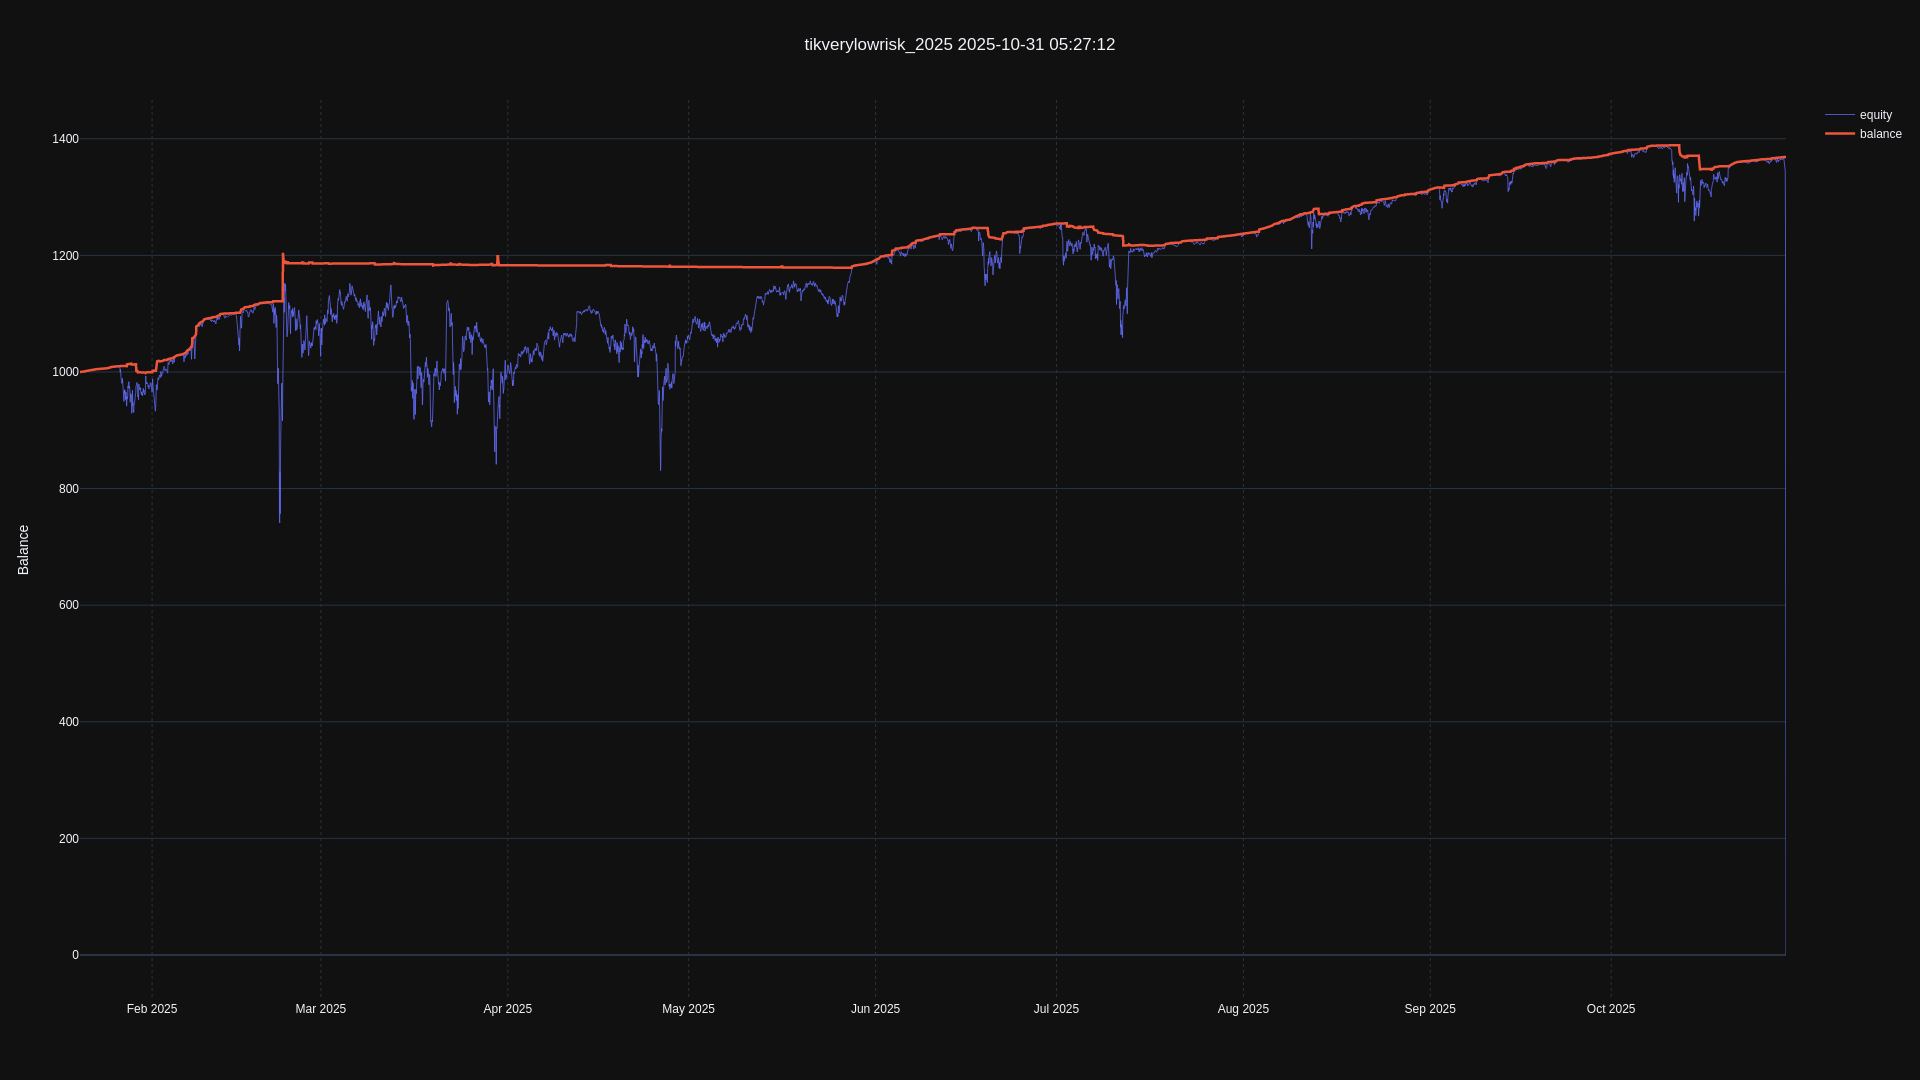 tikverylowrisk_2025 2025-10-31 05:27:12
equity
balance
1400
1200
1000
800
600
400
200
0
Balance
Feb 2025
Mar 2025
Apr 2025
May 2025
Jun 2025
Jul 2025
Aug 2025
Sep 2025
Oct 2025